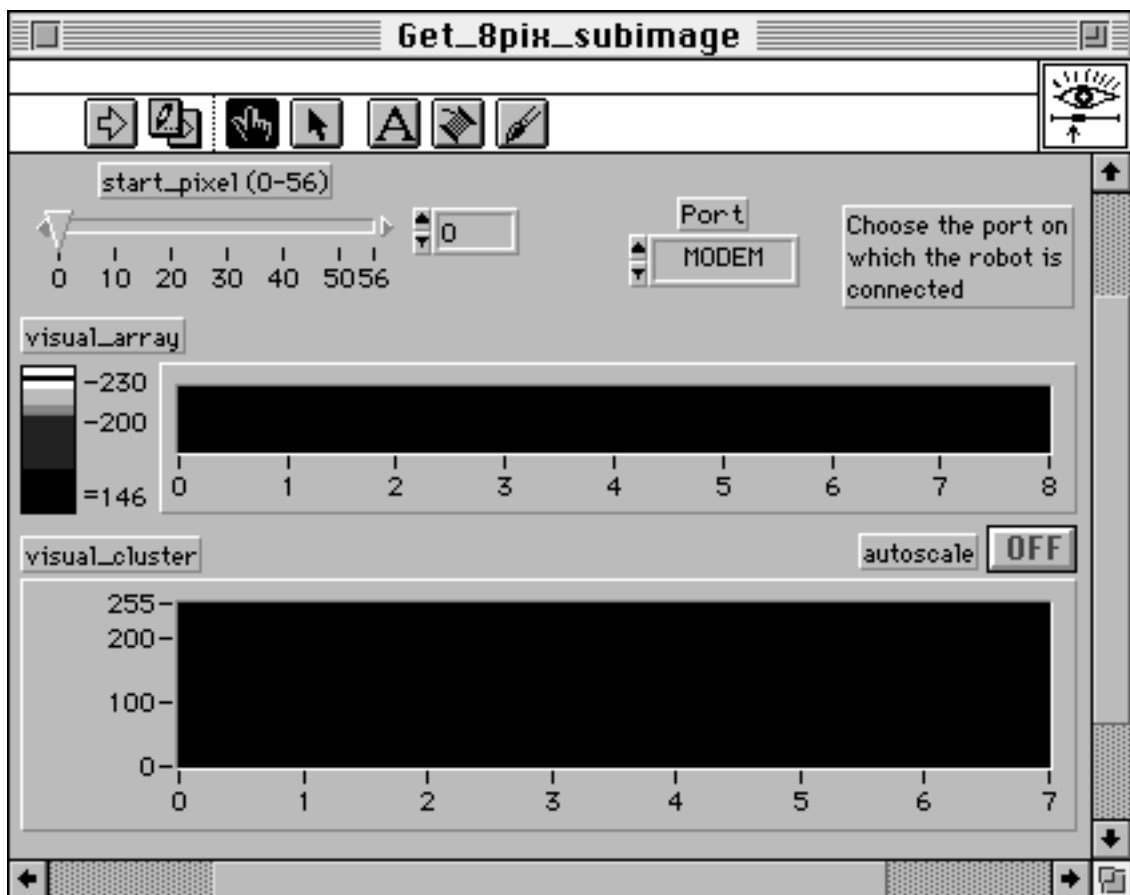 Get_8pix_subimage
A
start_pixel (0-56)
0
0 10 20 30 40 50 56
Port
MODEM
Choose the port on
which the robot is
connected
visual_array
-230
-200
=146
0 1 2 3 4 5 6 7 8
visual_cluster
autoscale OFF
255
200
100
0
0 1 2 3 4 5 6 7